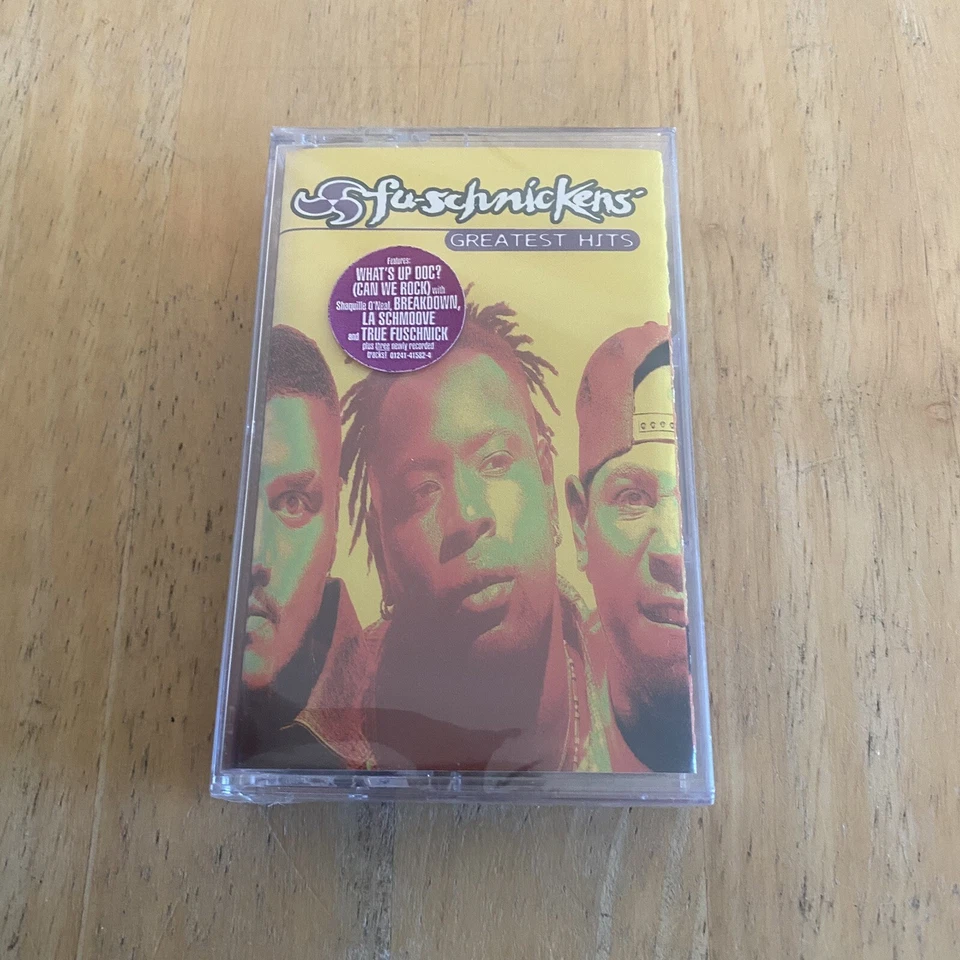 fu-schnickens
GREATEST HITS
Features:
WHAT'S UP DOC?
(CAN WE ROCK) with
Shaquille O'Neal, BREAKDOWN,
LA SCHMOOVE
and TRUE FUSCHNICK
plus three newly recorded
tracks! 01241-41582-4